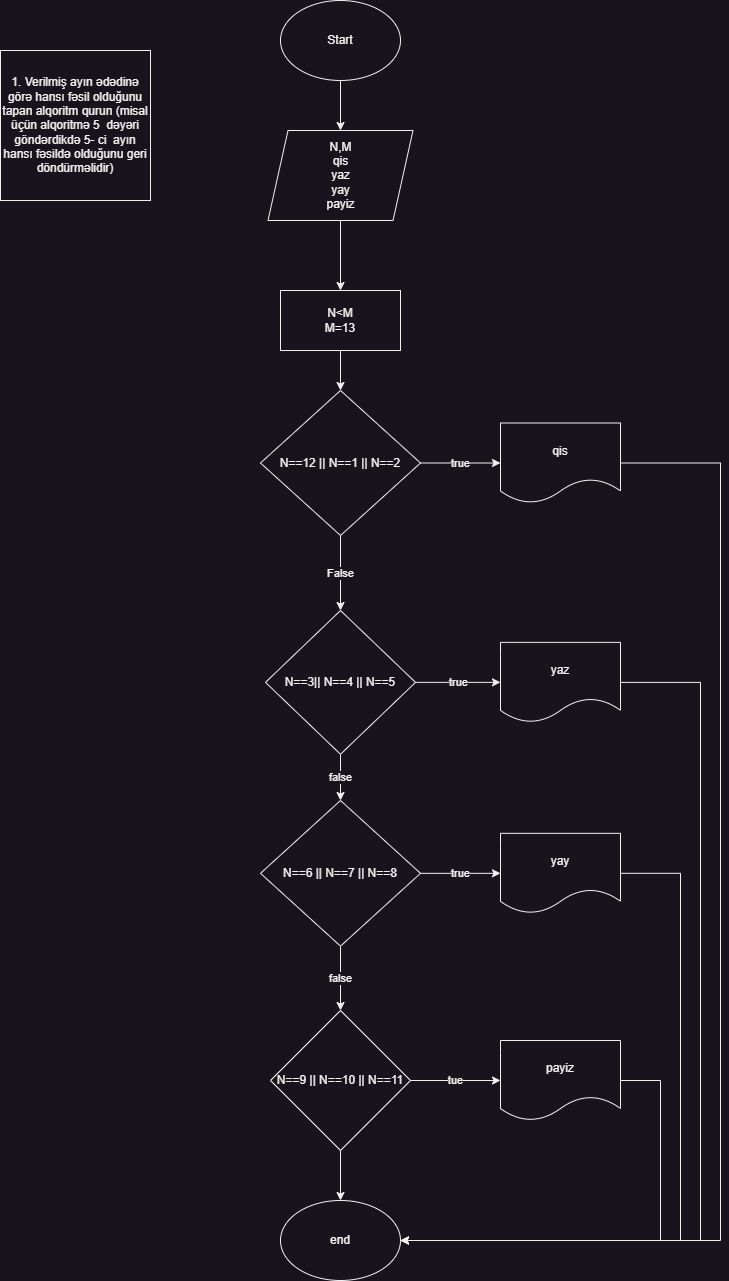 Start
1. Verilmiş ayın ədədinə
görə hansı fəsil olduğunu
tapan alqoritm qurun (misal
üçün alqoritmə 5 dəyəri
göndərdikdə 5- ci ayın
hansı fəsildə olduğunu geri
döndürməlidir)
N,M
qis
yaz
yay
payiz
N<M
M=13
N==12 || N==1 || N==2
true
qis
False
N==3|| N==4 || N==5
true
yaz
false
N==6 || N==7 || N==8
true
yay
false
N==9 || N==10 || N==11
tue
payiz
end